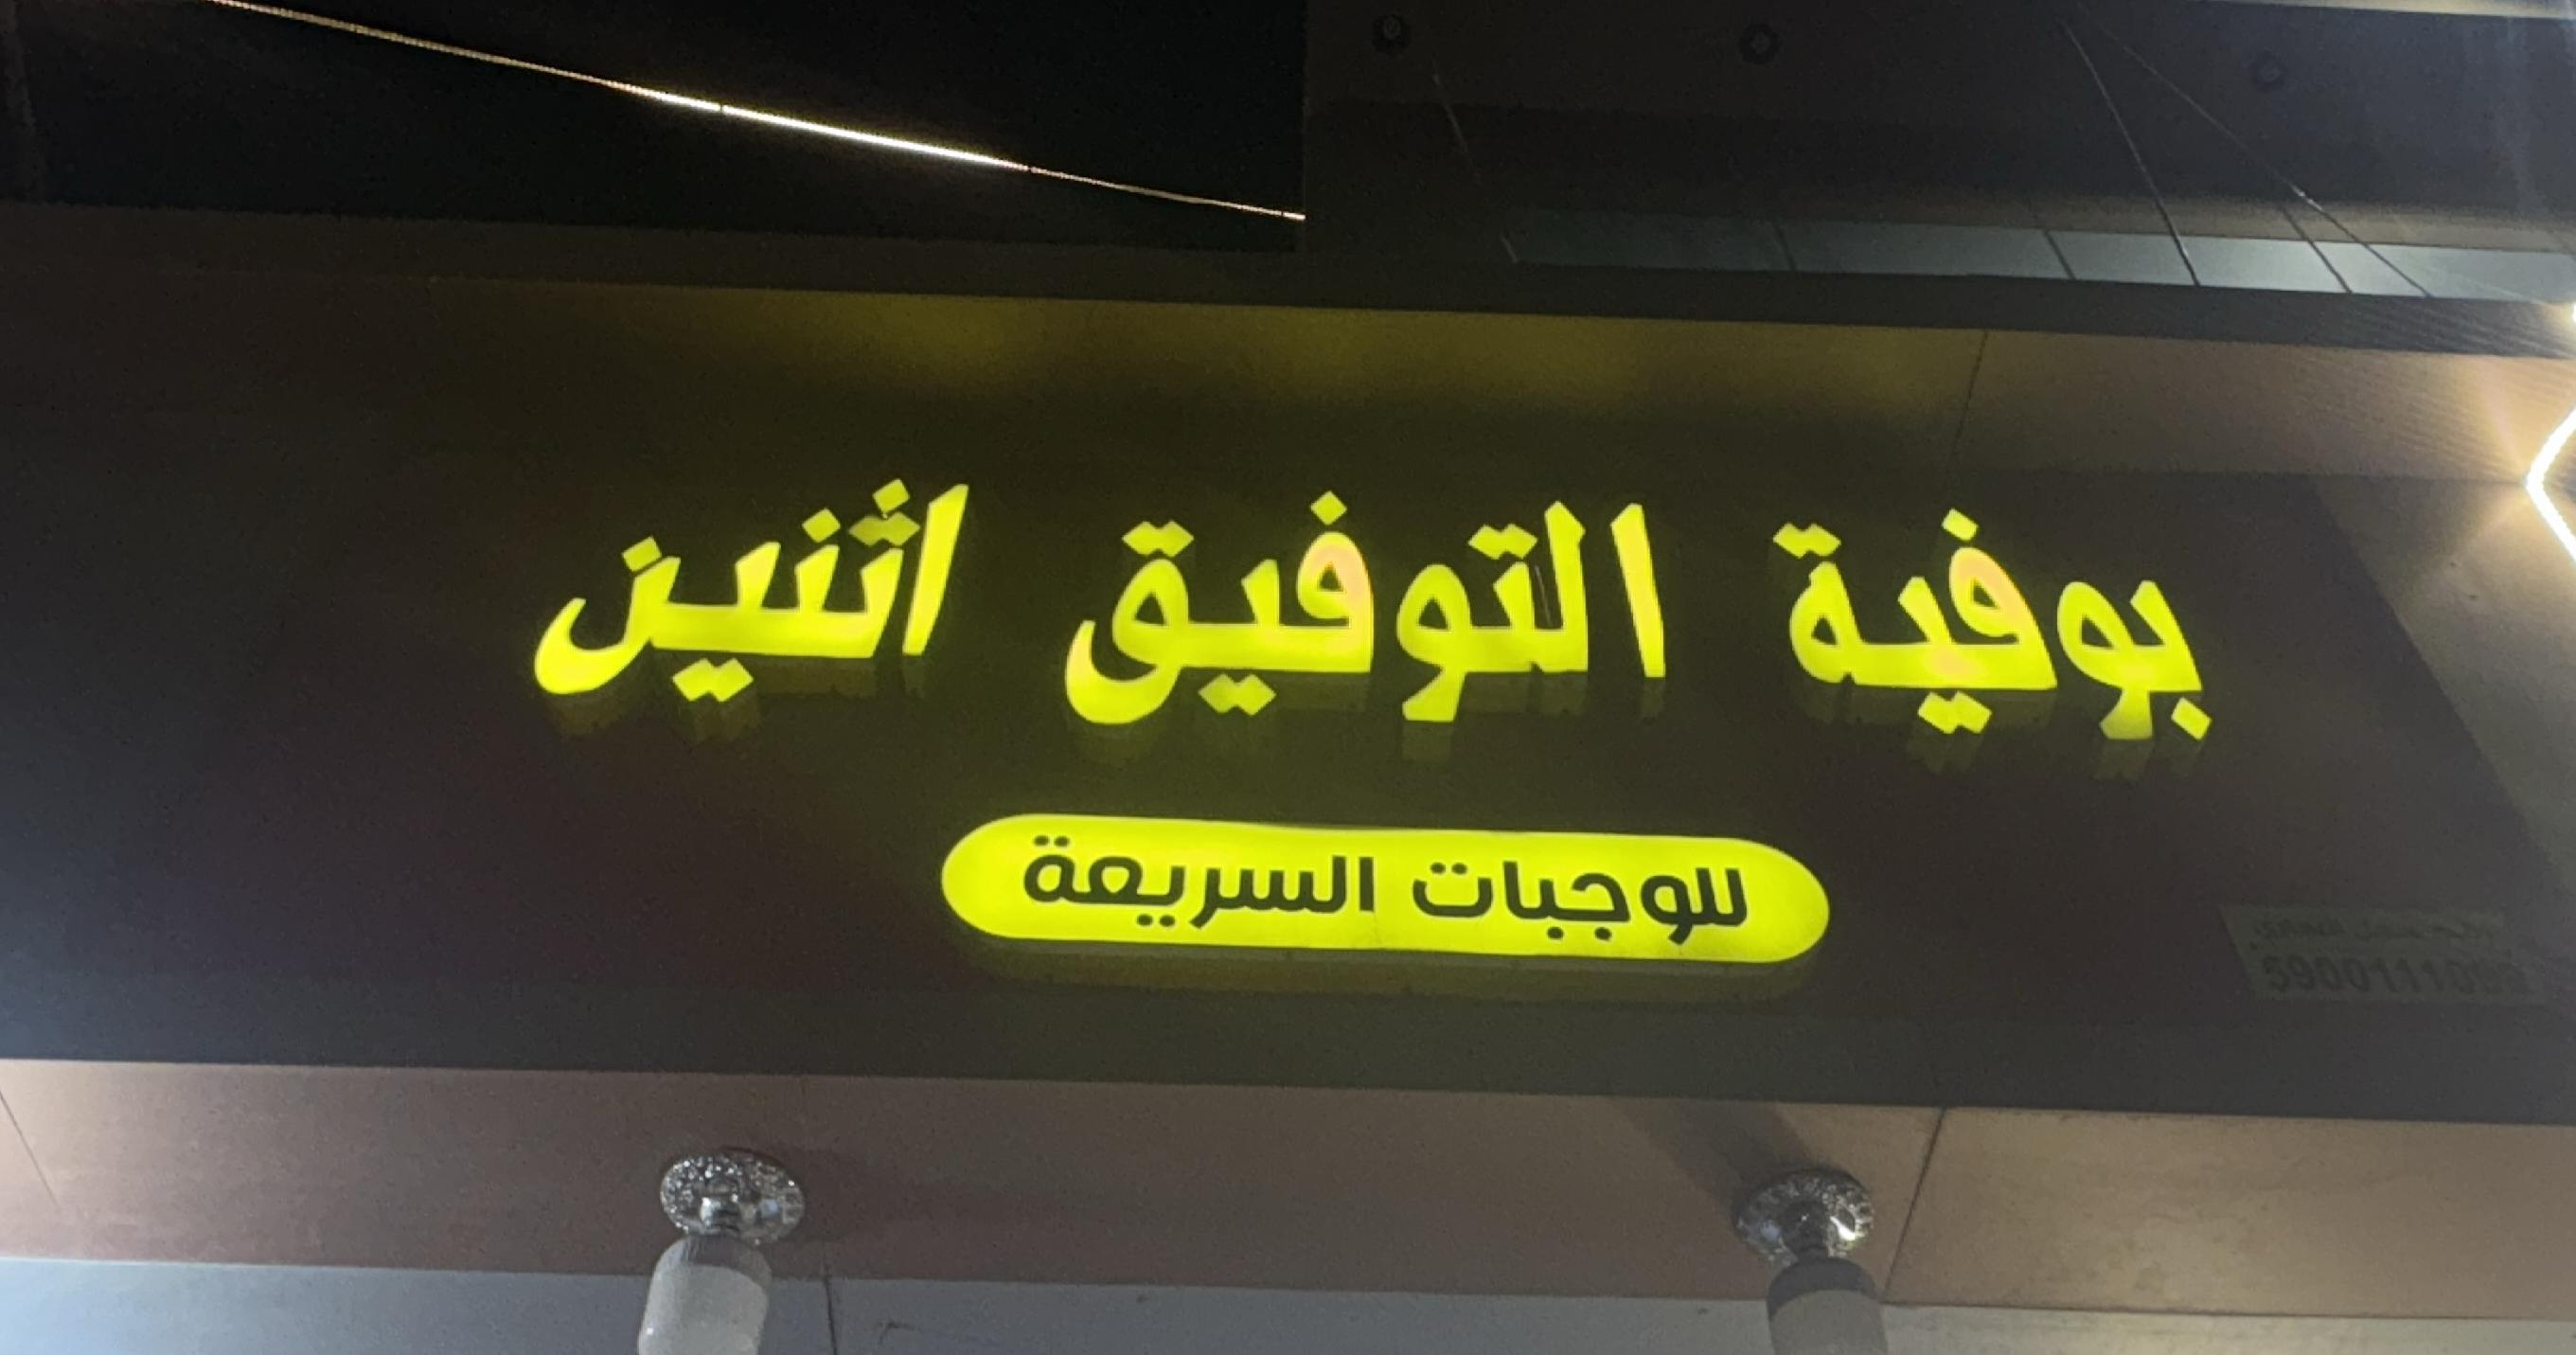 بوفية التوفيق اثنين
للوجبات السريعة